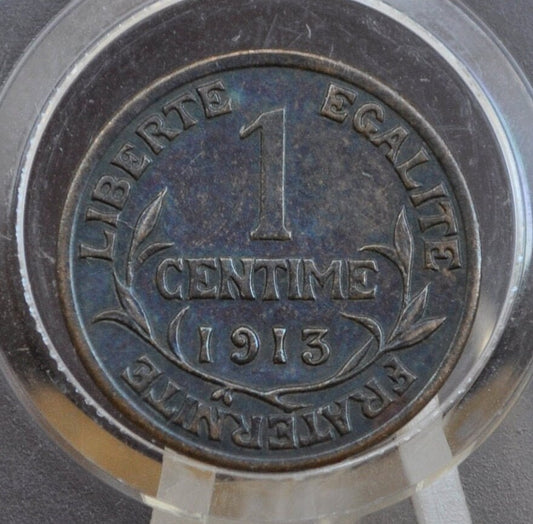 LIBERTE EGALITE FRATERNITE
1
CENTIME
1913